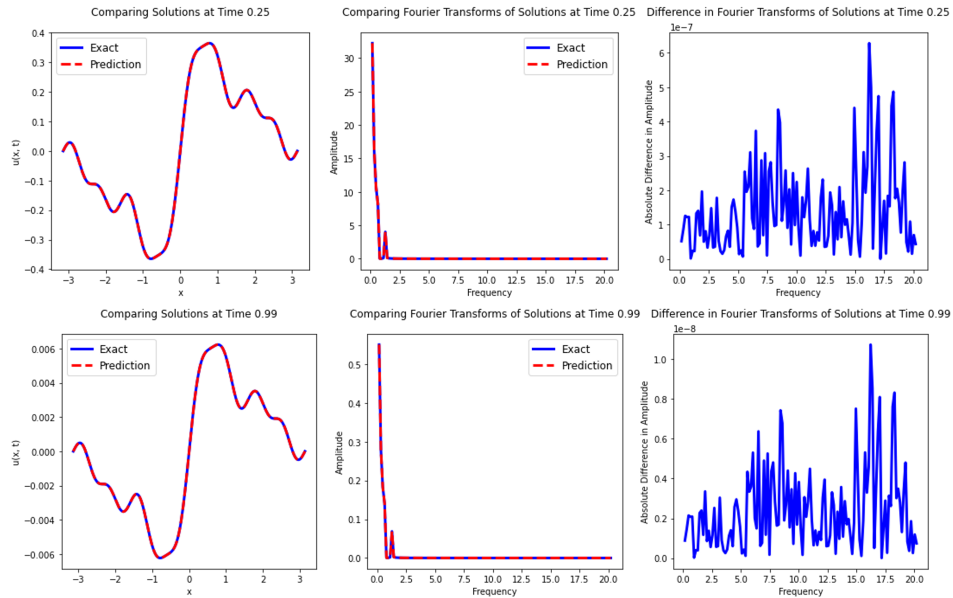 Comparing Solutions at Time 0.25
0.4
0.3
0.2
0.1
0.0
−0.1
−0.2
−0.3
−0.4
u(x, t)
Exact
Prediction
−3 −2 −1 0 1 2 3
x
Comparing Fourier Transforms of Solutions at Time 0.25
30
25
20
15
10
5
0
Amplitude
Exact
Prediction
0.0 2.5 5.0 7.5 10.0 12.5 15.0 17.5 20.0
Frequency
Difference in Fourier Transforms of Solutions at Time 0.25
1e−7
6
5
4
3
2
1
0
Absolute Difference in Amplitude
0.0 2.5 5.0 7.5 10.0 12.5 15.0 17.5 20.0
Frequency
Comparing Solutions at Time 0.99
0.006
0.004
0.002
0.000
−0.002
−0.004
−0.006
u(x, t)
Exact
Prediction
−3 −2 −1 0 1 2 3
x
Comparing Fourier Transforms of Solutions at Time 0.99
0.5
0.4
0.3
0.2
0.1
0.0
Amplitude
Exact
Prediction
0.0 2.5 5.0 7.5 10.0 12.5 15.0 17.5 20.0
Frequency
Difference in Fourier Transforms of Solutions at Time 0.99
1e−8
1.0
0.8
0.6
0.4
0.2
0.0
Absolute Difference in Amplitude
0.0 2.5 5.0 7.5 10.0 12.5 15.0 17.5 20.0
Frequency